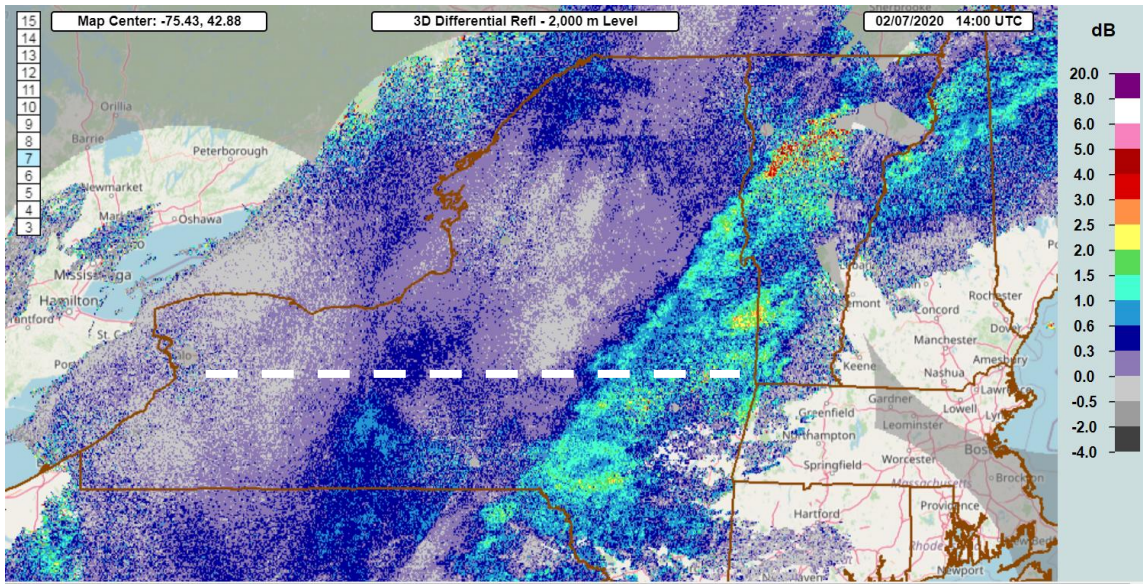 Map Center: -75.43, 42.88
3D Differential Refl - 2,000 m Level
02/07/2020 14:00 UTC
dB
15
14
13
12
11
10
9
8
7
6
5
4
3
20.0
8.0
6.0
5.0
4.0
3.0
2.5
2.0
1.5
1.0
0.6
0.3
0.0
-0.5
-2.0
-4.0
Sherbrooke
Orillia
Barrie
Peterborough
Newmarket
Oshawa
Mississauga
Hamilton
St. C
Concord
Rochester
Dover
Manchester
Keene
Nashua
Amesbury
Gardner
Lowell
Greenfield
Leominster
Northampton
Worcester
Springfield
Massachusetts
Brockton
Hartford
Providence
Newport